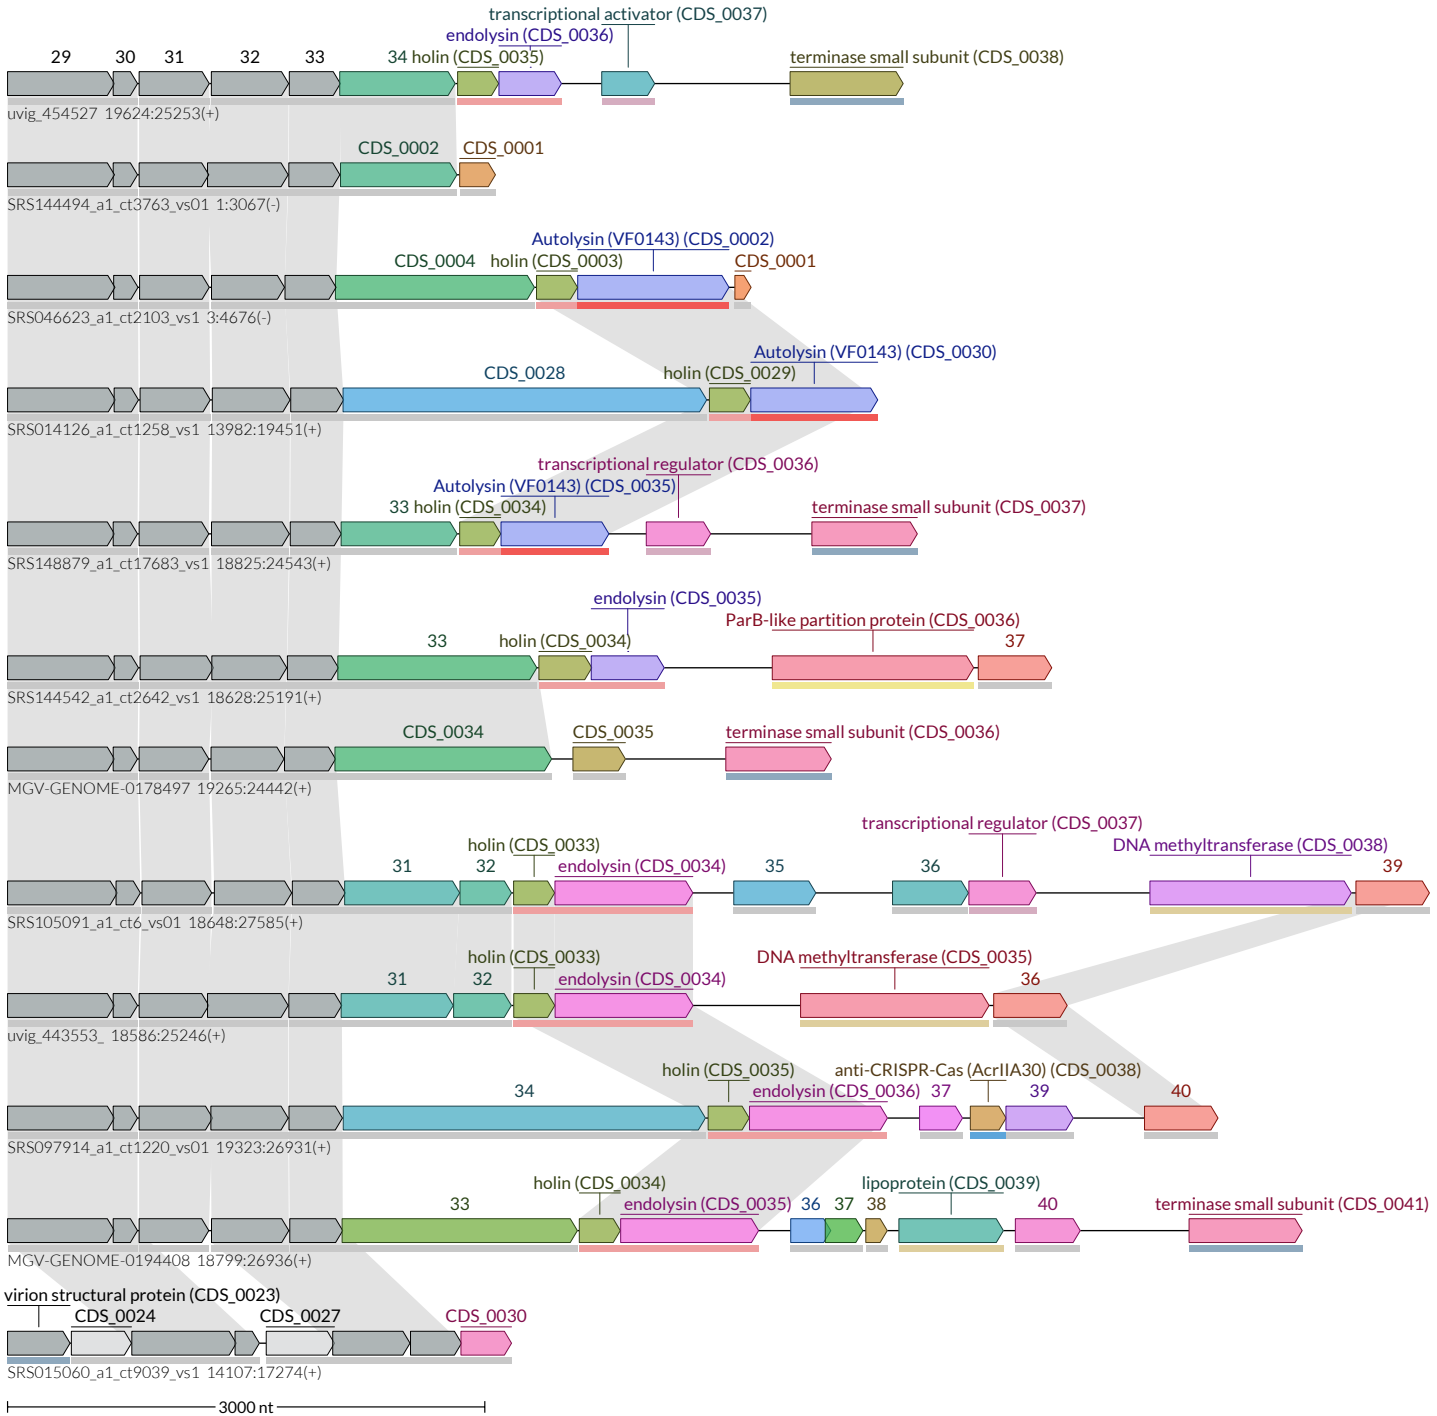 transcriptional activator (CDS_0037)
endolysin (CDS_0036)
29 30 31 32 33 34 holin (CDS_0035) terminase small subunit (CDS_0038)
uvig_454527 19624:25253(+)
CDS_0002 CDS_0001
SRS144494_a1_ct3763_vs01 1:3067(-)
Autolysin (VF0143) (CDS_0002)
CDS_0004 holin (CDS_0003) CDS_0001
SRS046623_a1_ct2103_vs1 3:4676(-)
Autolysin (VF0143) (CDS_0030)
CDS_0028 holin (CDS_0029)
SRS014126_a1_ct1258_vs1 13982:19451(+)
transcriptional regulator (CDS_0036)
Autolysin (VF0143) (CDS_0035)
33 holin (CDS_0034) terminase small subunit (CDS_0037)
SRS148879_a1_ct17683_vs1 18825:24543(+)
endolysin (CDS_0035)
ParB-like partition protein (CDS_0036)
33 holin (CDS_0034) 37
SRS144542_a1_ct2642_vs1 18628:25191(+)
CDS_0034 CDS_0035 terminase small subunit (CDS_0036)
MGV-GENOME-0178497 19265:24442(+)
transcriptional regulator (CDS_0037)
holin (CDS_0033) DNA methyltransferase (CDS_0038)
31 32 endolysin (CDS_0034) 35 36 39
SRS105091_a1_ct6_vs01 18648:27585(+)
holin (CDS_0033) DNA methyltransferase (CDS_0035)
31 32 endolysin (CDS_0034) 36
uvig_443553_ 18586:25246(+)
holin (CDS_0035) anti-CRISPR-Cas (AcrIIA30) (CDS_0038)
34 endolysin (CDS_0036) 37 39 40
SRS097914_a1_ct1220_vs01 19323:26931(+)
holin (CDS_0034) lipoprotein (CDS_0039)
33 endolysin (CDS_0035) 36 37 38 40 terminase small subunit (CDS_0041)
MGV-GENOME-0194408 18799:26936(+)
virion structural protein (CDS_0023)
CDS_0024 CDS_0027 CDS_0030
SRS015060_a1_ct9039_vs1 14107:17274(+)
3000 nt